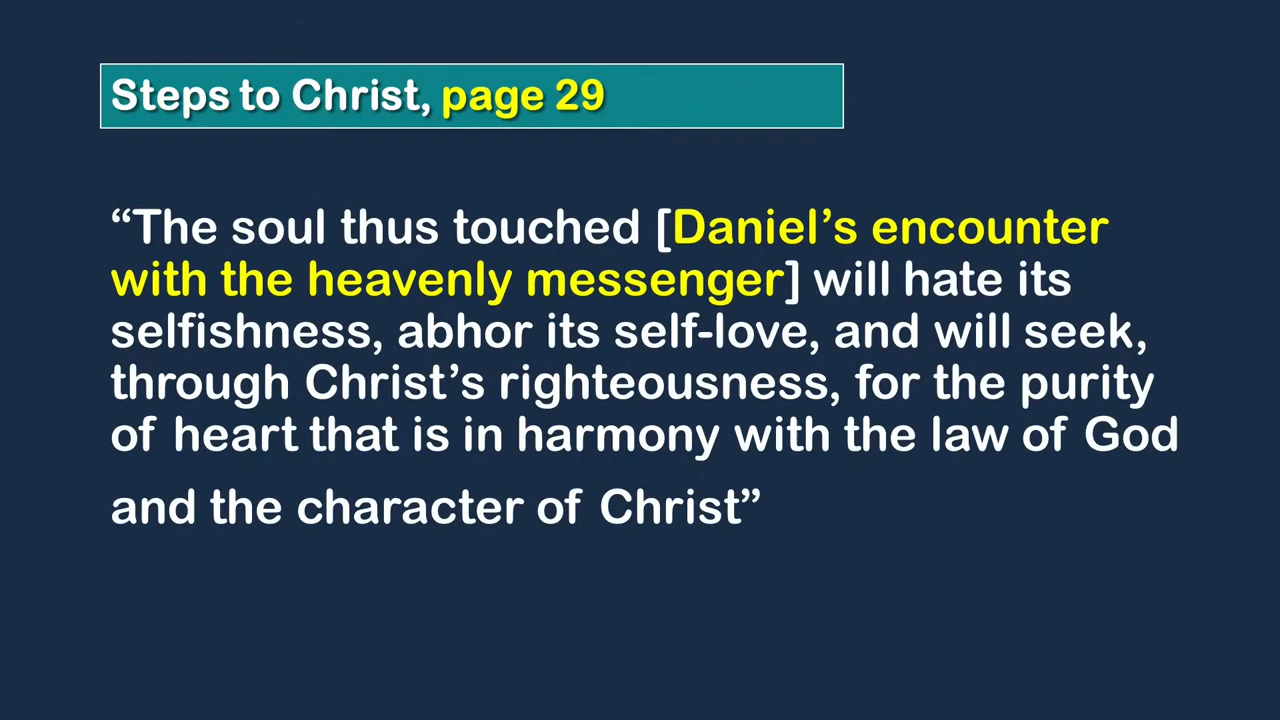 Steps to Christ, page 29
“The soul thus touched [Daniel’s encounter
with the heavenly messenger] will hate its
selfishness, abhor its self-love, and will seek,
through Christ’s righteousness, for the purity
of heart that is in harmony with the law of God
and the character of Christ”